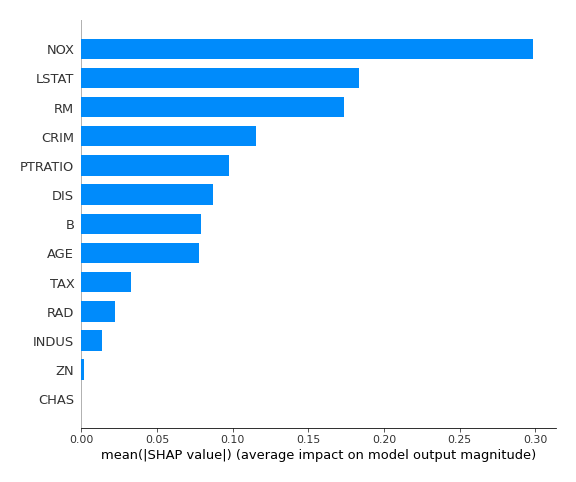 NOX
LSTAT
RM
CRIM
PTRATIO
DIS
B
AGE
TAX
RAD
INDUS
ZN
CHAS
0.00 0.05 0.10 0.15 0.20 0.25 0.30
mean(|SHAP value|) (average impact on model output magnitude)